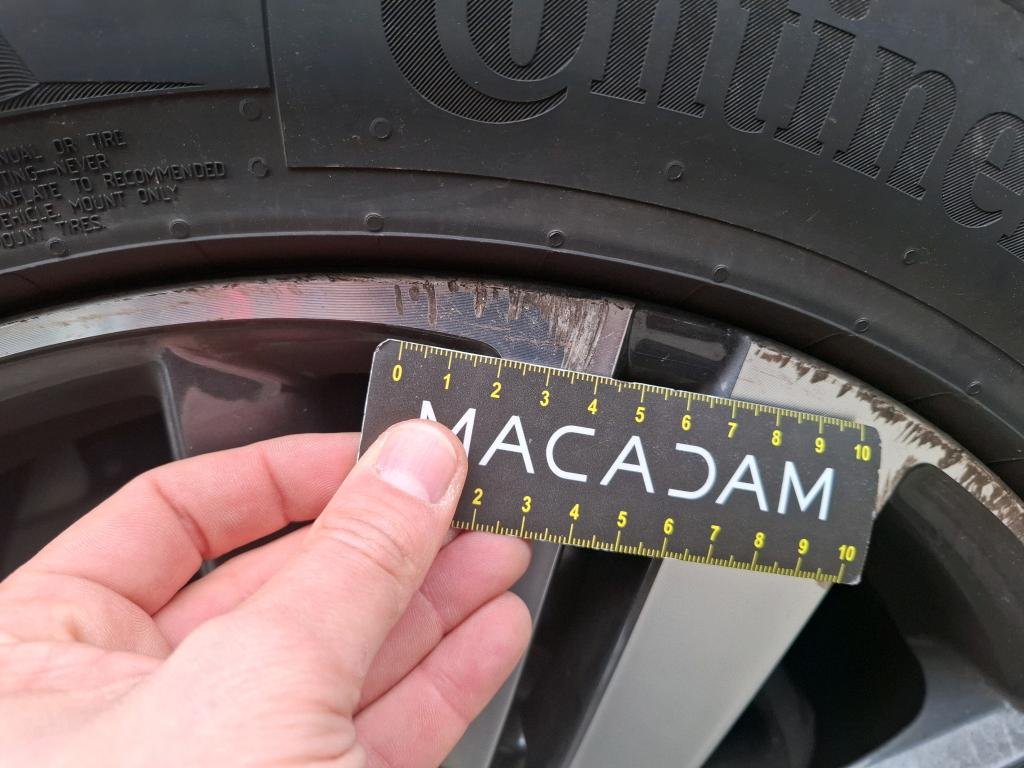 Continen
NUAL OR TIRE
TING—NEVER
NFLATE TO RECOMMENDED
EHICLE MOUNT ONLY
OUNT TIRES.
0 1 2 3 4 5 6 7 8 9 10
MACADAM
2 3 4 5 6 7 8 9 10